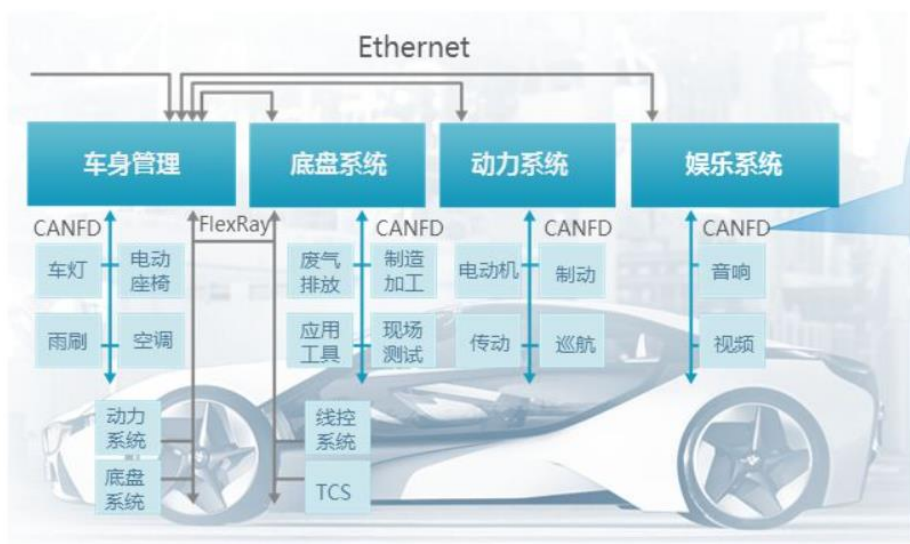 Ethernet
车身管理
底盘系统
动力系统
娱乐系统
CANFD
FlexRay
CANFD
CANFD
CANFD
车灯
电动
座椅
废气
排放
制造
加工
电动机
制动
音响
雨刷
空调
应用
工具
现场
测试
传动
巡航
视频
动力
系统
线控
系统
底盘
系统
TCS